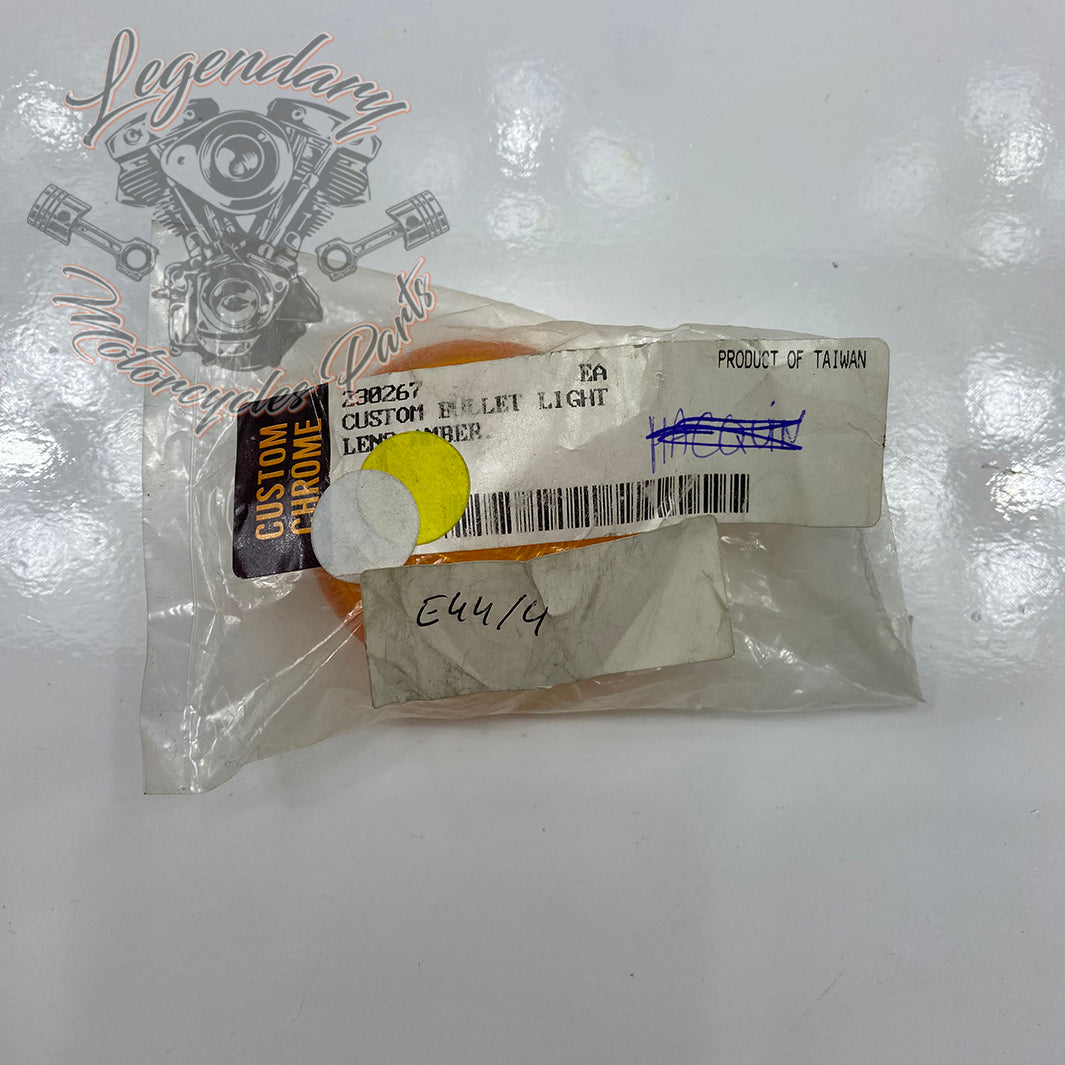 Legendary
Motorcycles Parts
CUSTOM
CHROME
230267 EA
CUSTOM BULLET LIGHT
LENS AMBER.
PRODUCT OF TAIWAN
E44/4